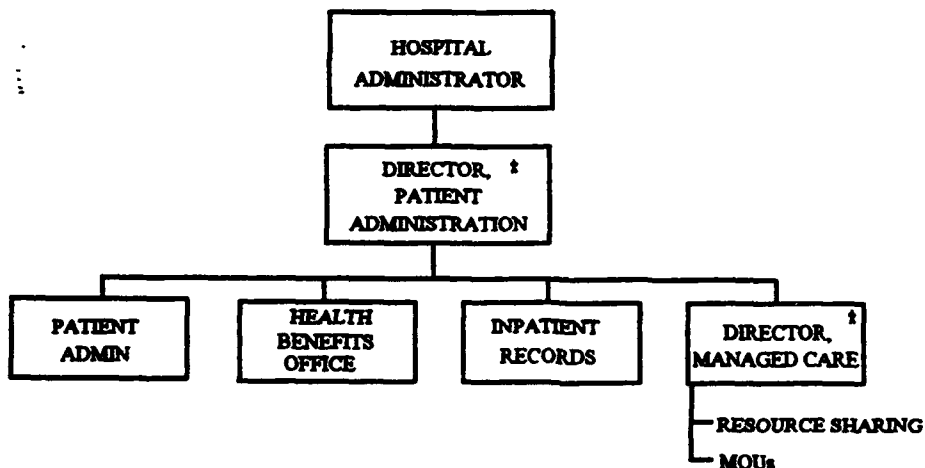 HOSPITAL
ADMINISTRATOR
DIRECTOR, ‡
PATIENT
ADMINISTRATION
PATIENT
ADMIN
HEALTH
BENEFITS
OFFICE
INPATIENT
RECORDS
‡
DIRECTOR,
MANAGED CARE
RESOURCE SHARING
MOUs